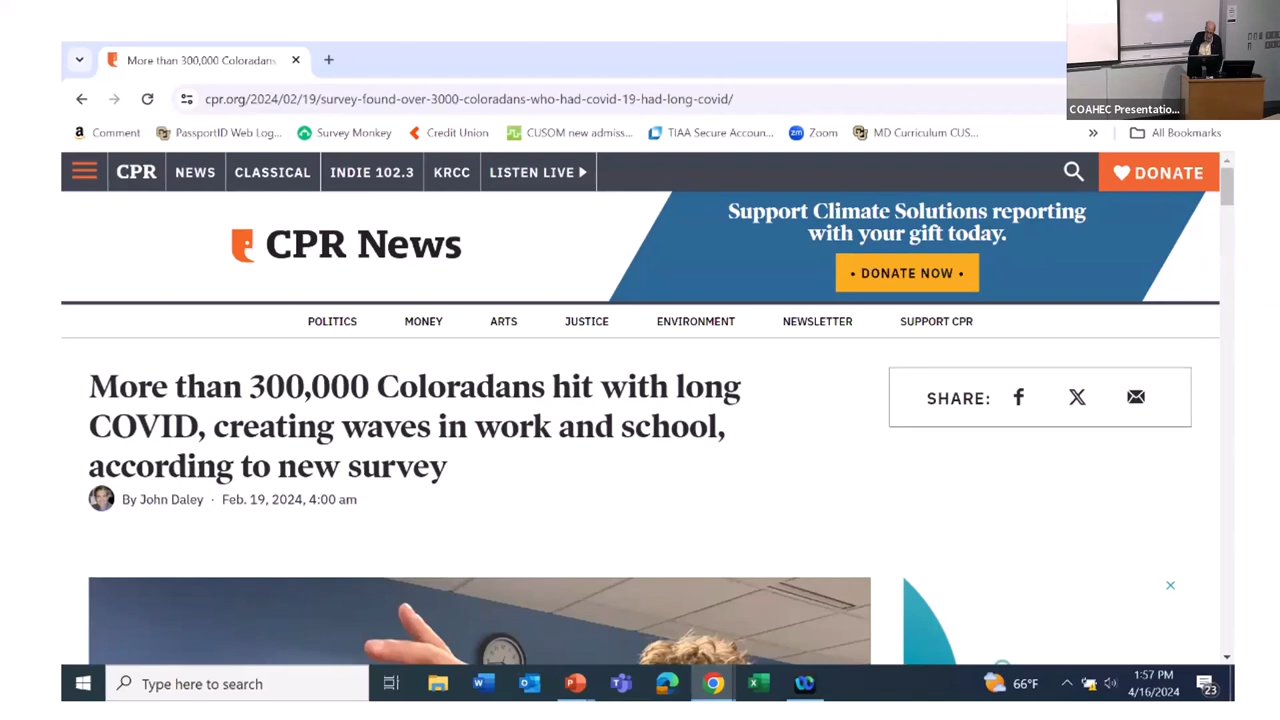 More than 300,000 Coloradans
cpr.org/2024/02/19/survey-found-over-3000-coloradans-who-had-covid-19-had-long-covid/
Comment PassportID Web Log... Survey Monkey Credit Union CUSOM new admiss... TIAA Secure Accoun... Zoom MD Curriculum CUS... » All Bookmarks
COAHEC Presentatio...
CPR NEWS CLASSICAL INDIE 102.3 KRCC LISTEN LIVE DONATE
CPR News
Support Climate Solutions reporting
with your gift today.
• DONATE NOW •
POLITICS MONEY ARTS JUSTICE ENVIRONMENT NEWSLETTER SUPPORT CPR
More than 300,000 Coloradans hit with long
COVID, creating waves in work and school,
according to new survey
By John Daley · Feb. 19, 2024, 4:00 am
SHARE:
Type here to search
66°F
1:57 PM
4/16/2024
23